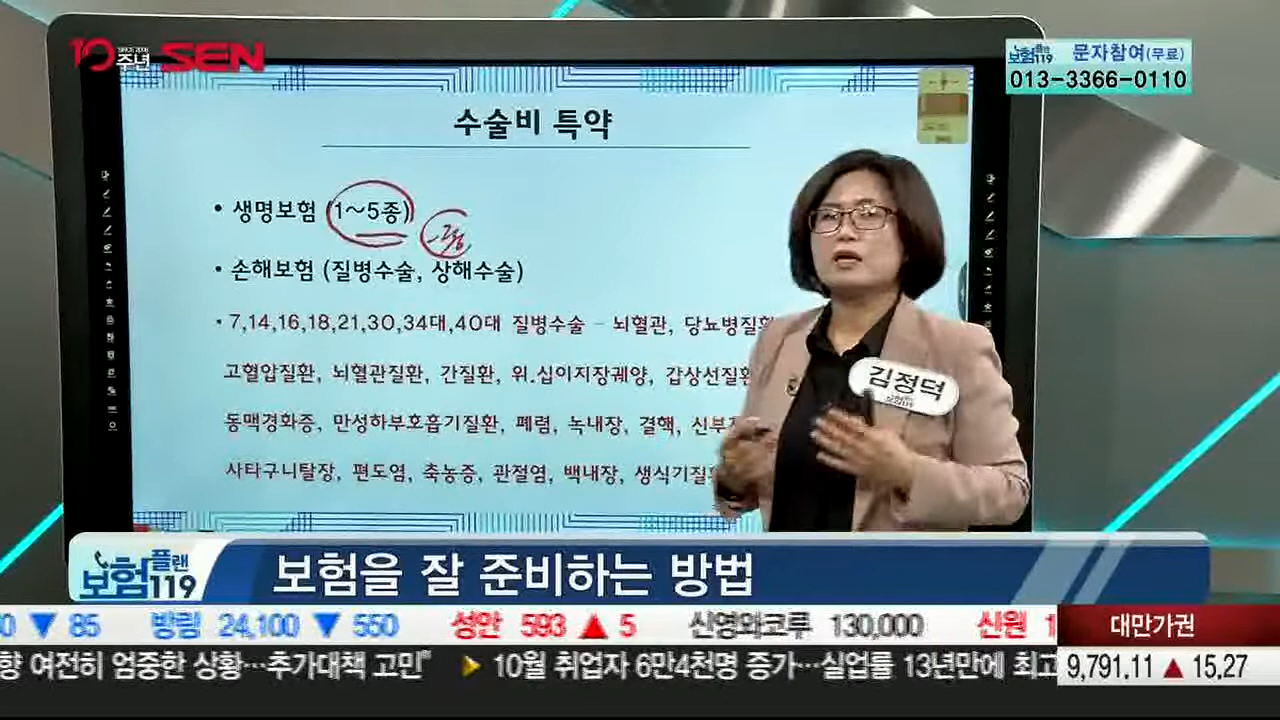 10주년 SEN
보험플랜119 문자참여(무료)
013-3366-0110
수술비 특약
• 생명보험 (1~5종)
• 손해보험 (질병수술, 상해수술)
• 7,14,16,18,21,30,34대,40대 질병수술 - 뇌혈관, 당뇨병질환
고혈압질환, 뇌혈관질환, 간질환, 위.십이지장궤양, 갑상선질환
동맥경화증, 만성하부호흡기질환, 폐렴, 녹내장, 결핵, 신부
사타구니탈장, 편도염, 축농증, 관절염, 백내장, 생식기질
김정덕
보험플랜119 보험을 잘 준비하는 방법
0 ▼ 85 방림 24,100 ▼ 550 성안 593 ▲ 5 신영와코루 130,000 신원 1
대만가권
향 여전히 엄중한 상황…추가대책 고민" ▶ 10월 취업자 6만4천명 증가…실업률 13년만에 최고
9,791.11 ▲ 15.27